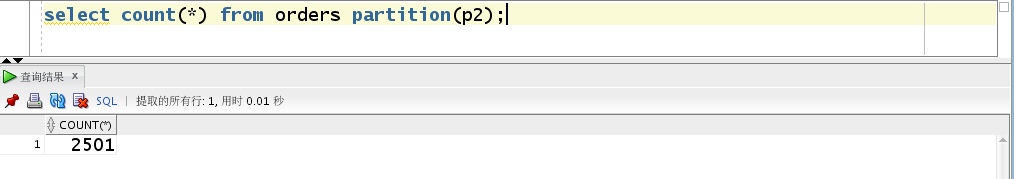 select count(*) from orders partition(p2);
查询结果 x
SQL | 提取的所有行: 1, 用时 0.01 秒
COUNT(*)
1 2501